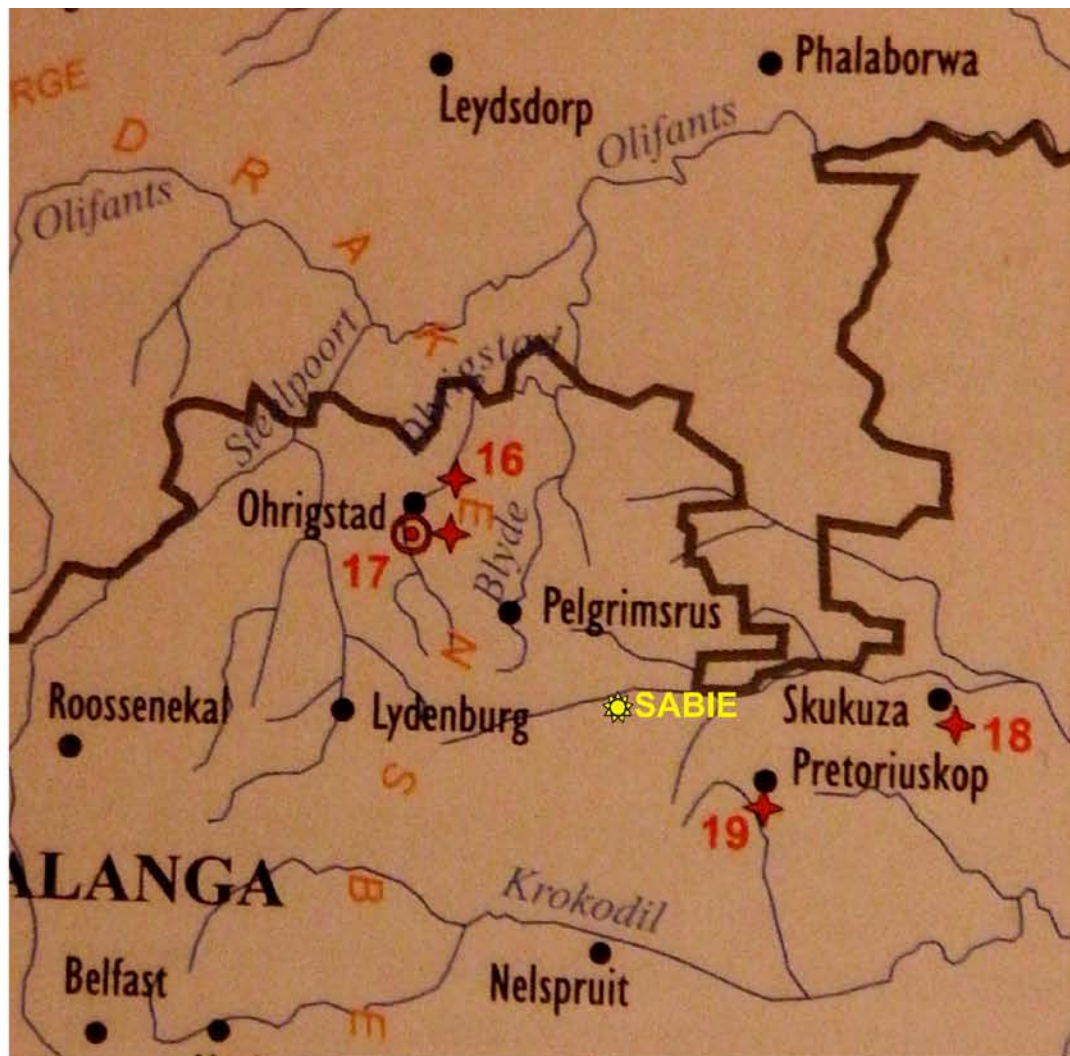 Phalaborwa
RGE
Leydsdorp
Olifants
D
R
Olifants
A
K
Steelpoort
Ohrigstad
16
Ohrigstad
E
17
Blyde
Pelgrimsrus
N
Roossenekal
Lydenburg
SABIE
Skukuza
18
S
Pretoriuskop
19
ALANGA
B
Krokodil
Belfast
Nelspruit
E